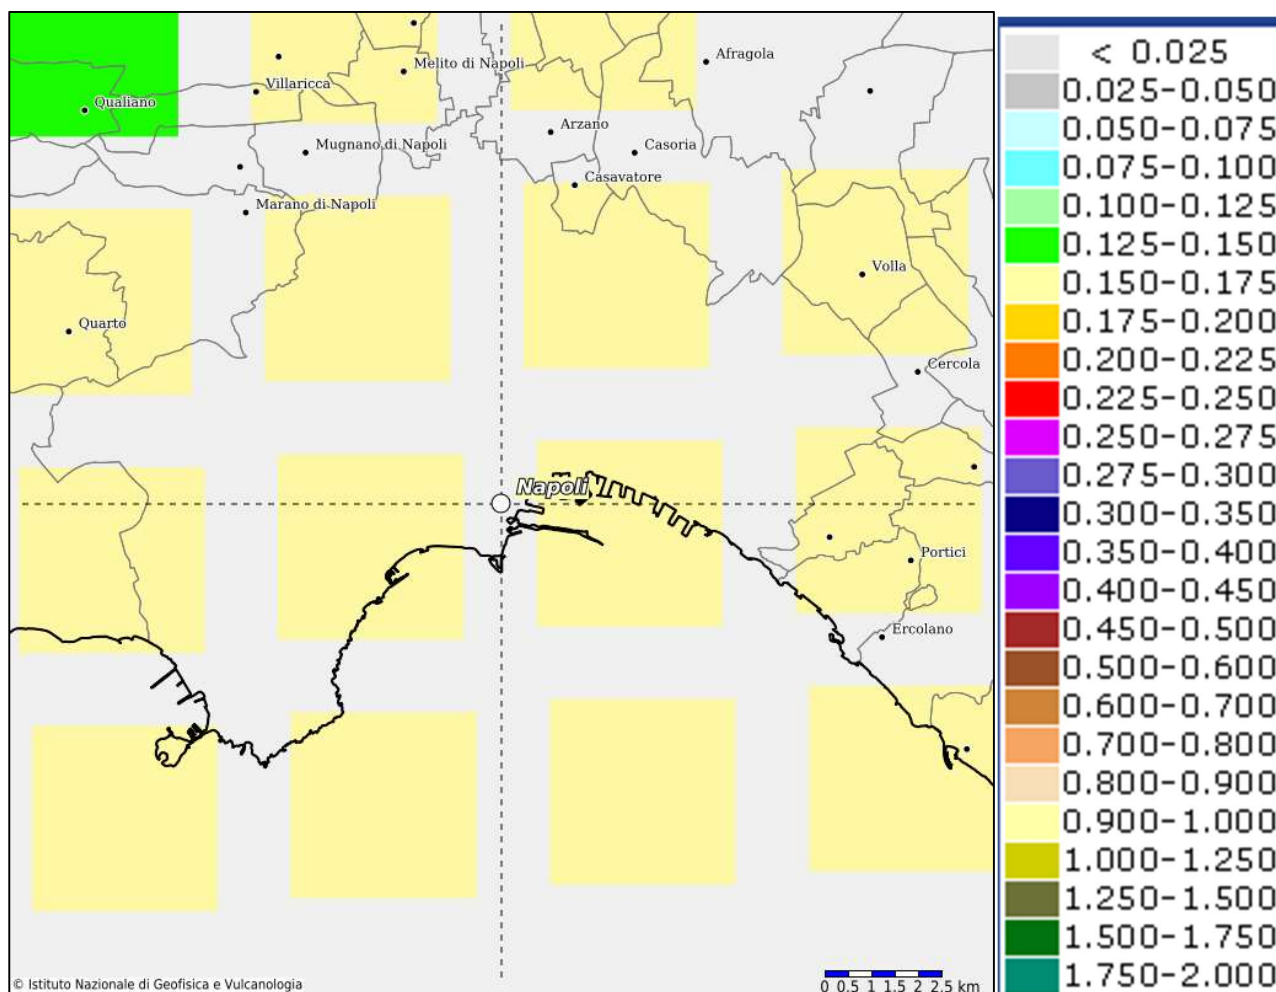 Afragola
Melito di Napoli
Villaricca
Qualiano
Arzano
Mugnano di Napoli
Casoria
Casavatore
Marano di Napoli
Volla
Quarto
Cercola
Napoli
Portici
Ercolano
© Istituto Nazionale di Geofisica e Vulcanologia
0 0.5 1 1.5 2 2.5 km
< 0.025
0.025-0.050
0.050-0.075
0.075-0.100
0.100-0.125
0.125-0.150
0.150-0.175
0.175-0.200
0.200-0.225
0.225-0.250
0.250-0.275
0.275-0.300
0.300-0.350
0.350-0.400
0.400-0.450
0.450-0.500
0.500-0.600
0.600-0.700
0.700-0.800
0.800-0.900
0.900-1.000
1.000-1.250
1.250-1.500
1.500-1.750
1.750-2.000